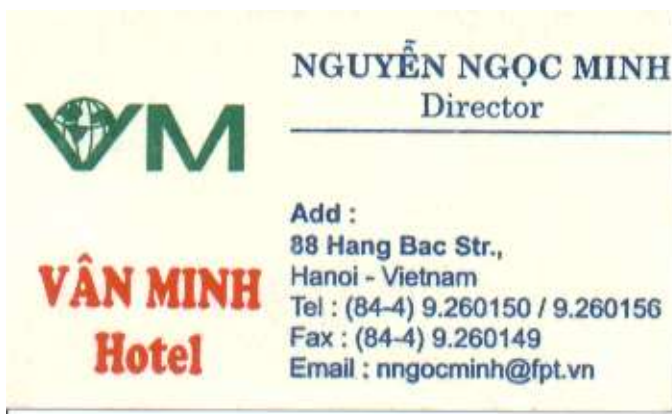 VM
VÂN MINH
Hotel
NGUYỄN NGỌC MINH
Director
Add :
88 Hang Bac Str.,
Hanoi - Vietnam
Tel : (84-4) 9.260150 / 9.260156
Fax : (84-4) 9.260149
Email : nngocminh@fpt.vn